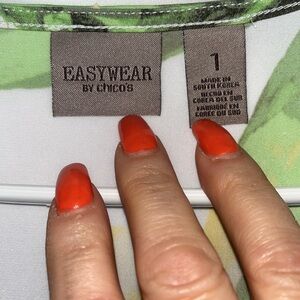 EASYWEAR
BY chico's
1
MADE IN
SOUTH KOREA
HECHO EN
COREA DEL SUR
FABRIQUÉ EN
CORÉE DU SUD